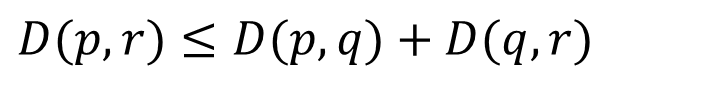 D(p, r) ≤ D(p, q) + D(q, r)